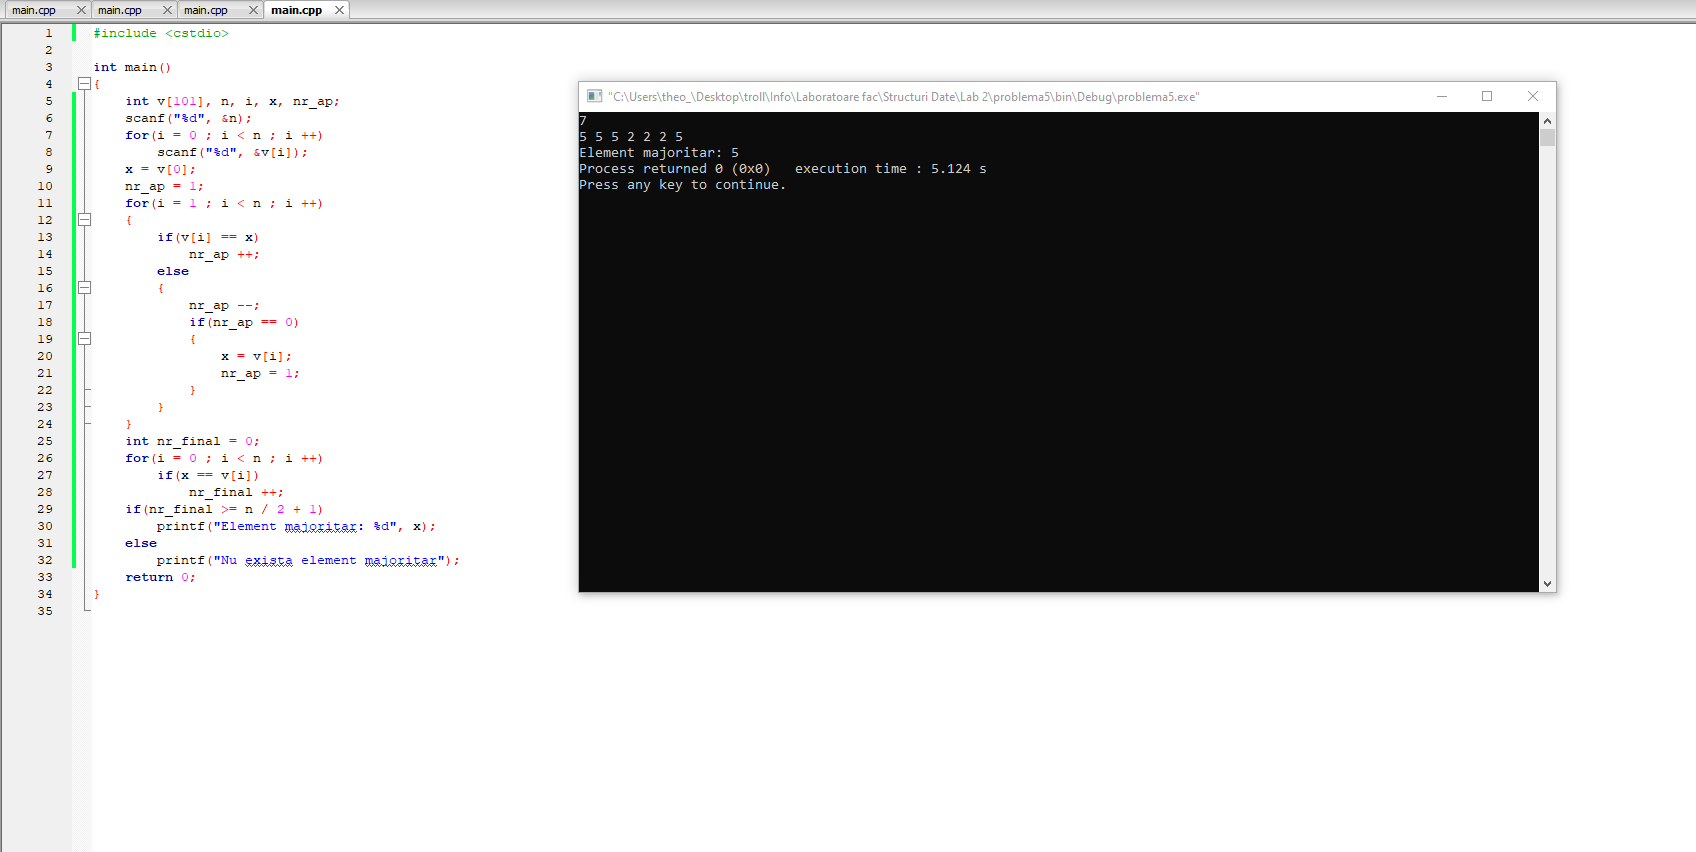 main.cpp main.cpp main.cpp main.cpp
1 #include <cstdio>
2
3 int main()
4 {
5 int v[101], n, i, x, nr_ap;
6 scanf("%d", &n);
7 for(i = 0 ; i < n ; i ++)
8 scanf("%d", &v[i]);
9 x = v[0];
10 nr_ap = 1;
11 for(i = 1 ; i < n ; i ++)
12 {
13 if(v[i] == x)
14 nr_ap ++;
15 else
16 {
17 nr_ap --;
18 if(nr_ap == 0)
19 {
20 x = v[i];
21 nr_ap = 1;
22 }
23 }
24 }
25 int nr_final = 0;
26 for(i = 0 ; i < n ; i ++)
27 if(x == v[i])
28 nr_final ++;
29 if(nr_final >= n / 2 + 1)
30 printf("Element majoritar: %d", x);
31 else
32 printf("Nu exista element majoritar");
33 return 0;
34 }
35
"C:\Users\theo_\Desktop\troll\Info\Laboratoare fac\Structuri Date\Lab 2\problema5\bin\Debug\problema5.exe"
7
5 5 5 2 2 2 5
Element majoritar: 5
Process returned 0 (0x0) execution time : 5.124 s
Press any key to continue.